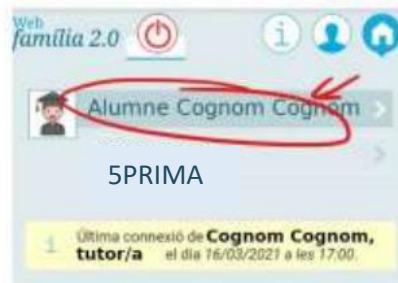 Web
família 2.0
Alumne Cognom Cognom
5PRIMA
Última connexió de Cognom Cognom,
tutor/a el dia 16/03/2021 a les 17:00.